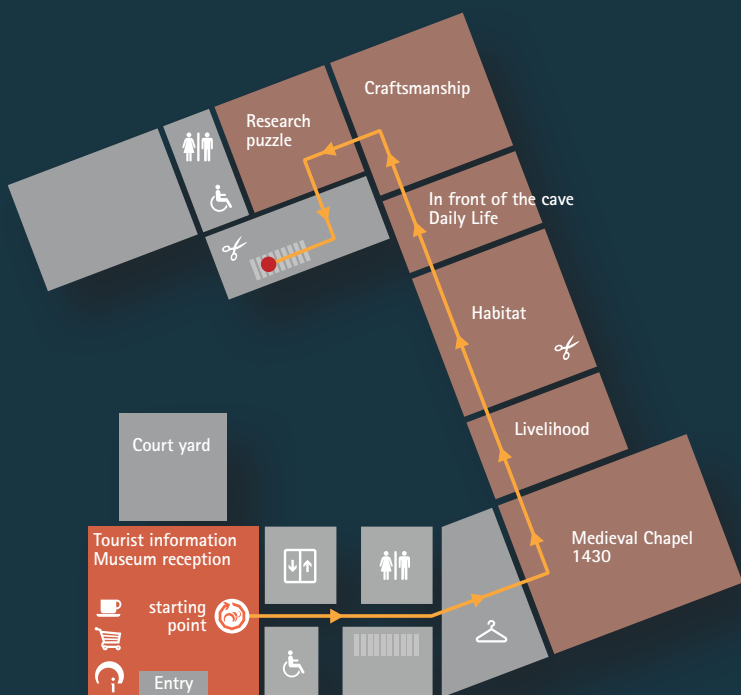 Craftsmanship
Research
puzzle
In front of the cave
Daily Life
Habitat
Livelihood
Court yard
Medieval Chapel
1430
Tourist information
Museum reception
starting
point
Entry